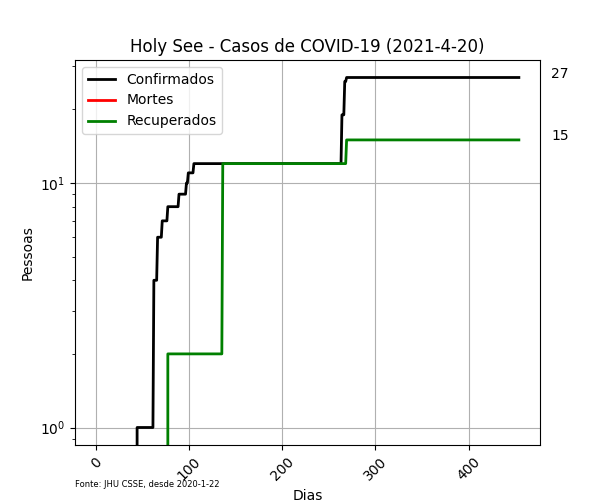 Holy See - Casos de COVID-19 (2021-4-20)
Confirmados
Mortes
Recuperados
27
15
10¹
10⁰
Pessoas
0
100
200
300
400
Dias
Fonte: JHU CSSE, desde 2020-1-22